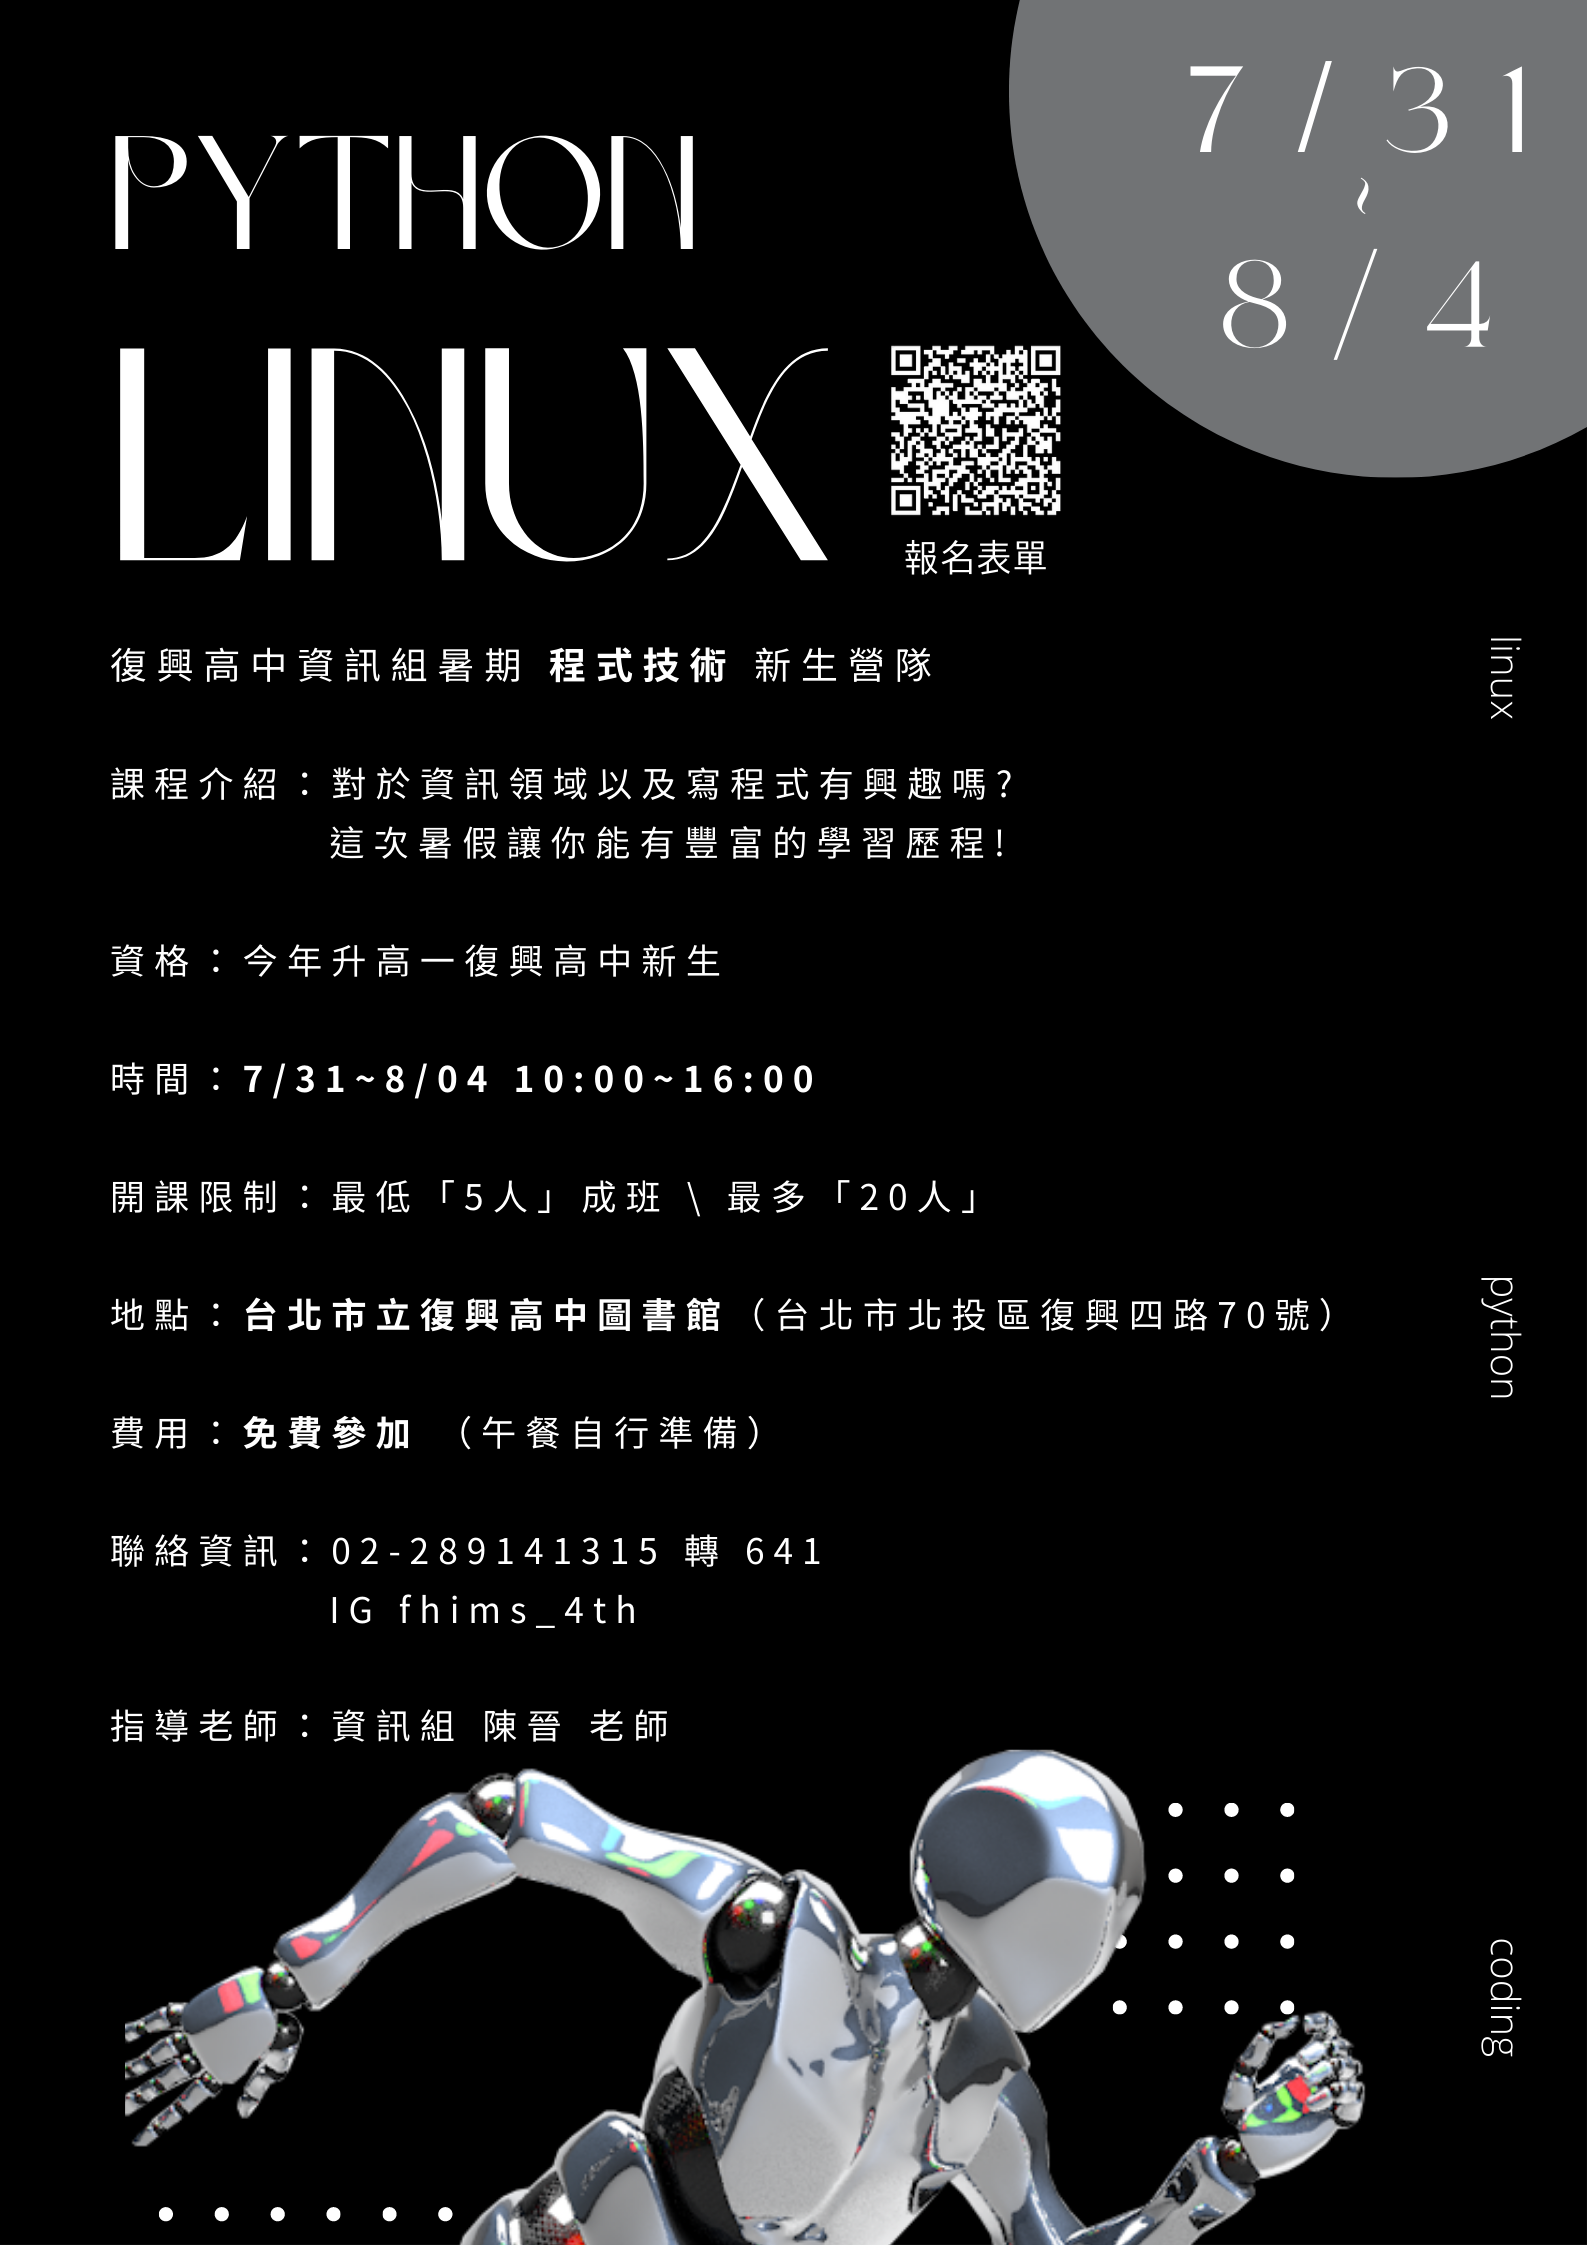 7/31
~
8/4
PYTHON
LINUX
報名表單
復興高中資訊組暑期 程式技術 新生營隊
課程介紹：對於資訊領域以及寫程式有興趣嗎?
這次暑假讓你能有豐富的學習歷程!
資格：今年升高一復興高中新生
時間：7/31~8/04 10:00~16:00
開課限制：最低「5人」成班 \ 最多「20人」
地點：台北市立復興高中圖書館（台北市北投區復興四路70號）
費用：免費參加 （午餐自行準備）
聯絡資訊：02-289141315 轉 641
IG fhims_4th
指導老師：資訊組 陳晉 老師
linux
python
coding